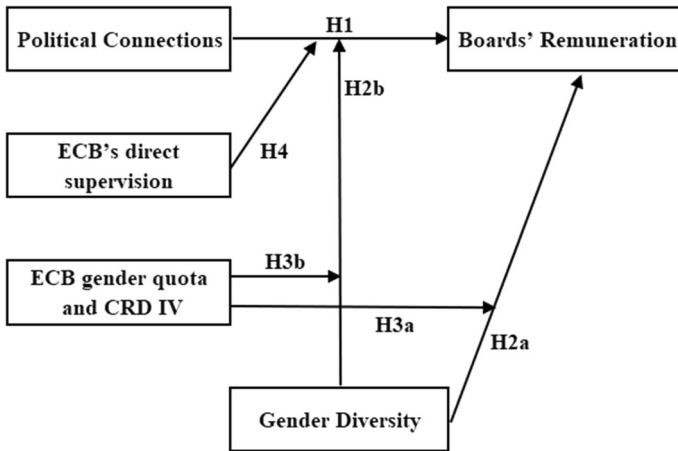 H1
Political Connections
Boards' Remuneration
H2b
ECB's direct
supervision
H4
ECB gender quota
and CRD IV
H3b
H3a
H2a
Gender Diversity